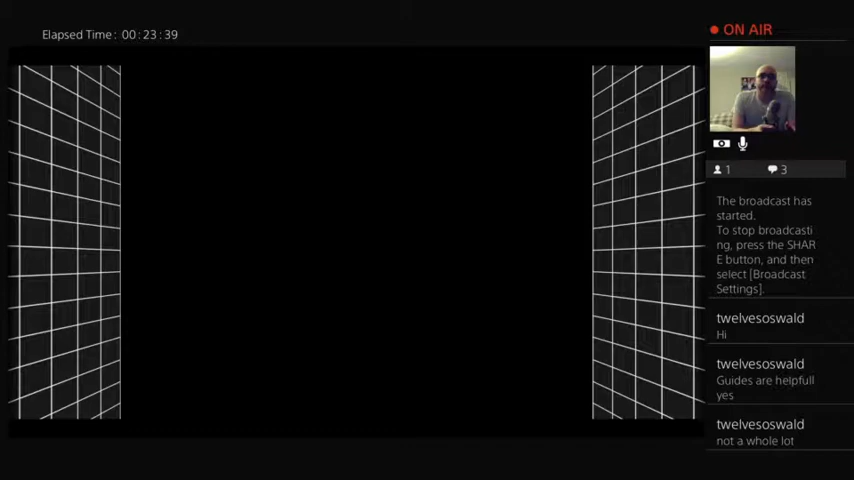 Elapsed Time: 00:23:39
ON AIR
1
3
The broadcast has
started.
To stop broadcasti
ng, press the SHAR
E button, and then
select [Broadcast
Settings].
twelvesoswald
Hi
twelvesoswald
Guides are helpfull
yes
twelvesoswald
not a whole lot